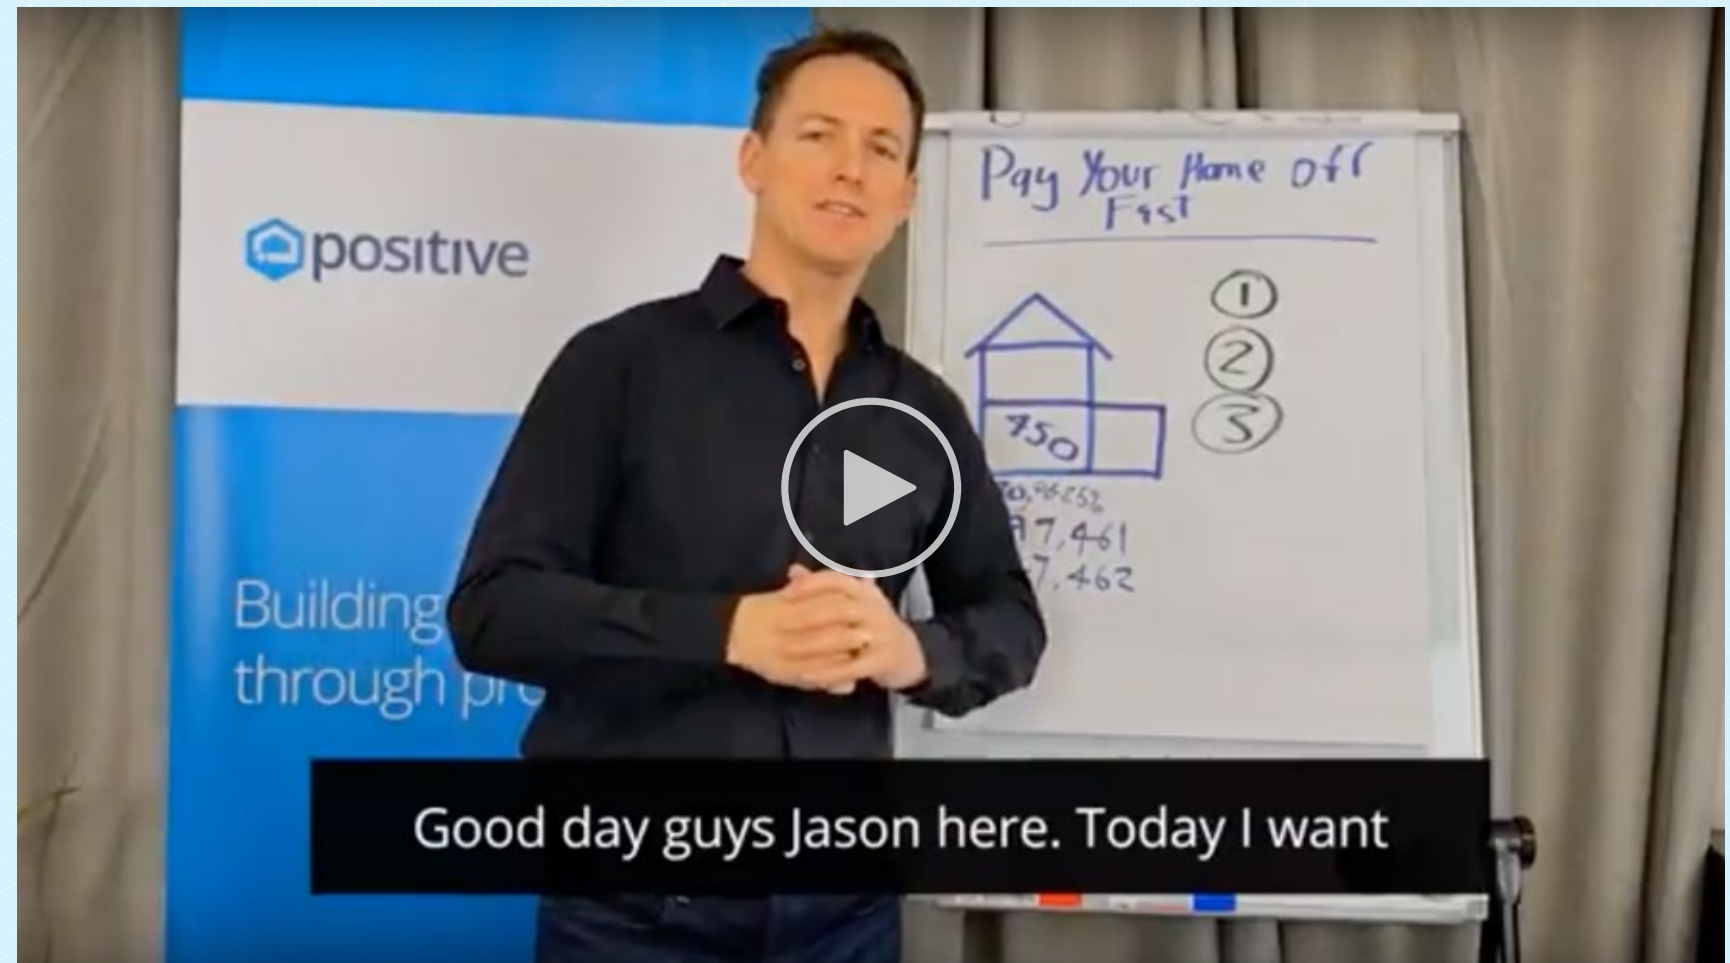 positive
Building
through
Pay Your Home off
Fast
1
2
3
750
7,461
7,462
Good day guys Jason here. Today I want